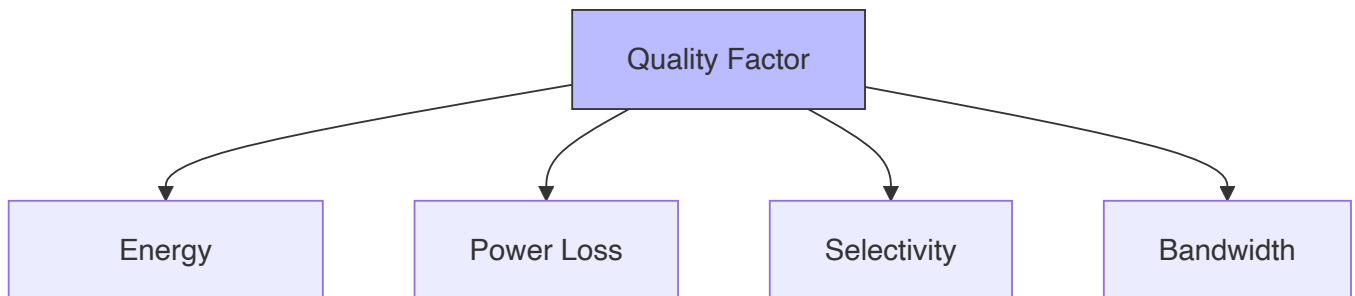 Quality Factor
Energy
Power Loss
Selectivity
Bandwidth